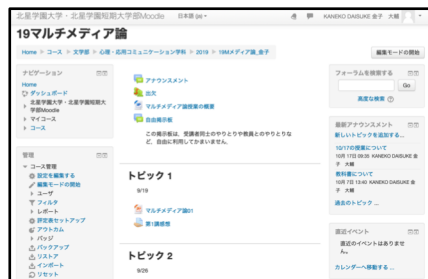 北星学園大学・北星学園短期大学部Moodle 日本語 (ja)
KANEKO DAISUKE 金子 大輔
19マルチメディア論
Home コース 文学部 心理・応用コミュニケーション学科 2019 19Mメディア論_金子
編集モードの開始
ナビゲーション
Home
ダッシュボード
北星学園大学・北星学園短期大学部Moodle
マイコース
コース
管理
コース管理
設定を編集する
編集モードの開始
ユーザ
フィルタ
レポート
評定表セットアップ
アウトカム
バッジ
バックアップ
リストア
インポート
リセット
アナウンスメント
出欠
マルチメディア論授業の概要
自由掲示板
この掲示板は、受講者同士のやりとりや教員とのやりとりなど、自由に利用してかまいません。
トピック 1
9/19
マルチメディア論01
第1講感想
トピック 2
9/26
フォーラムを検索する
Go
高度な検索
最新アナウンスメント
新しいトピックを追加する...
10/17の授業について
10月 17日 09:35 KANEKO DAISUKE 金子 大輔
教科書について
10月 7日 13:40 KANEKO DAISUKE 金子 大輔
過去のトピック ...
直近イベント
直近のイベントはありません。
カレンダーへ移動する ...